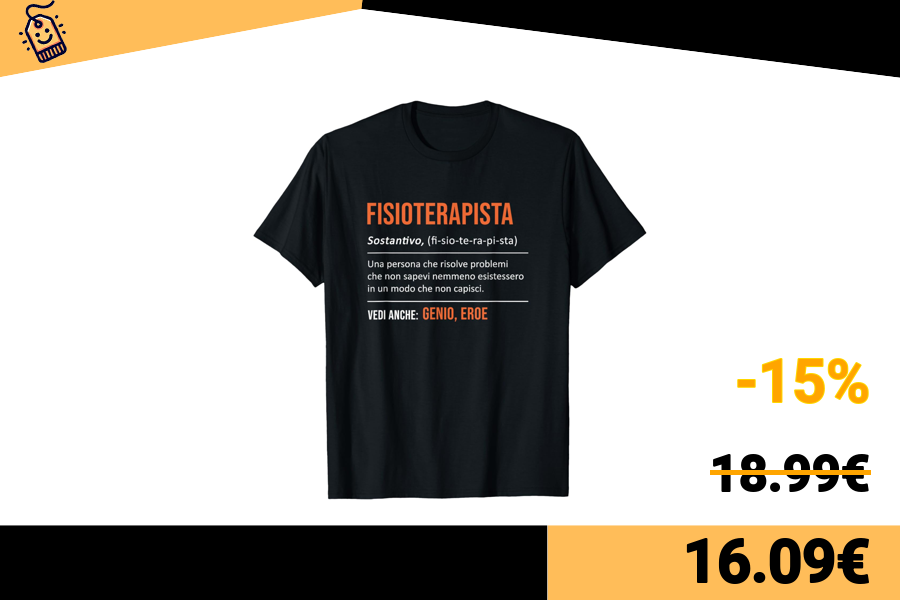 FISIOTERAPISTA
Sostantivo, (fi-sio-te-ra-pi-sta)
Una persona che risolve problemi
che non sapevi nemmeno esistessero
in un modo che non capisci.
VEDI ANCHE: GENIO, EROE
-15%
18.99€
16.09€